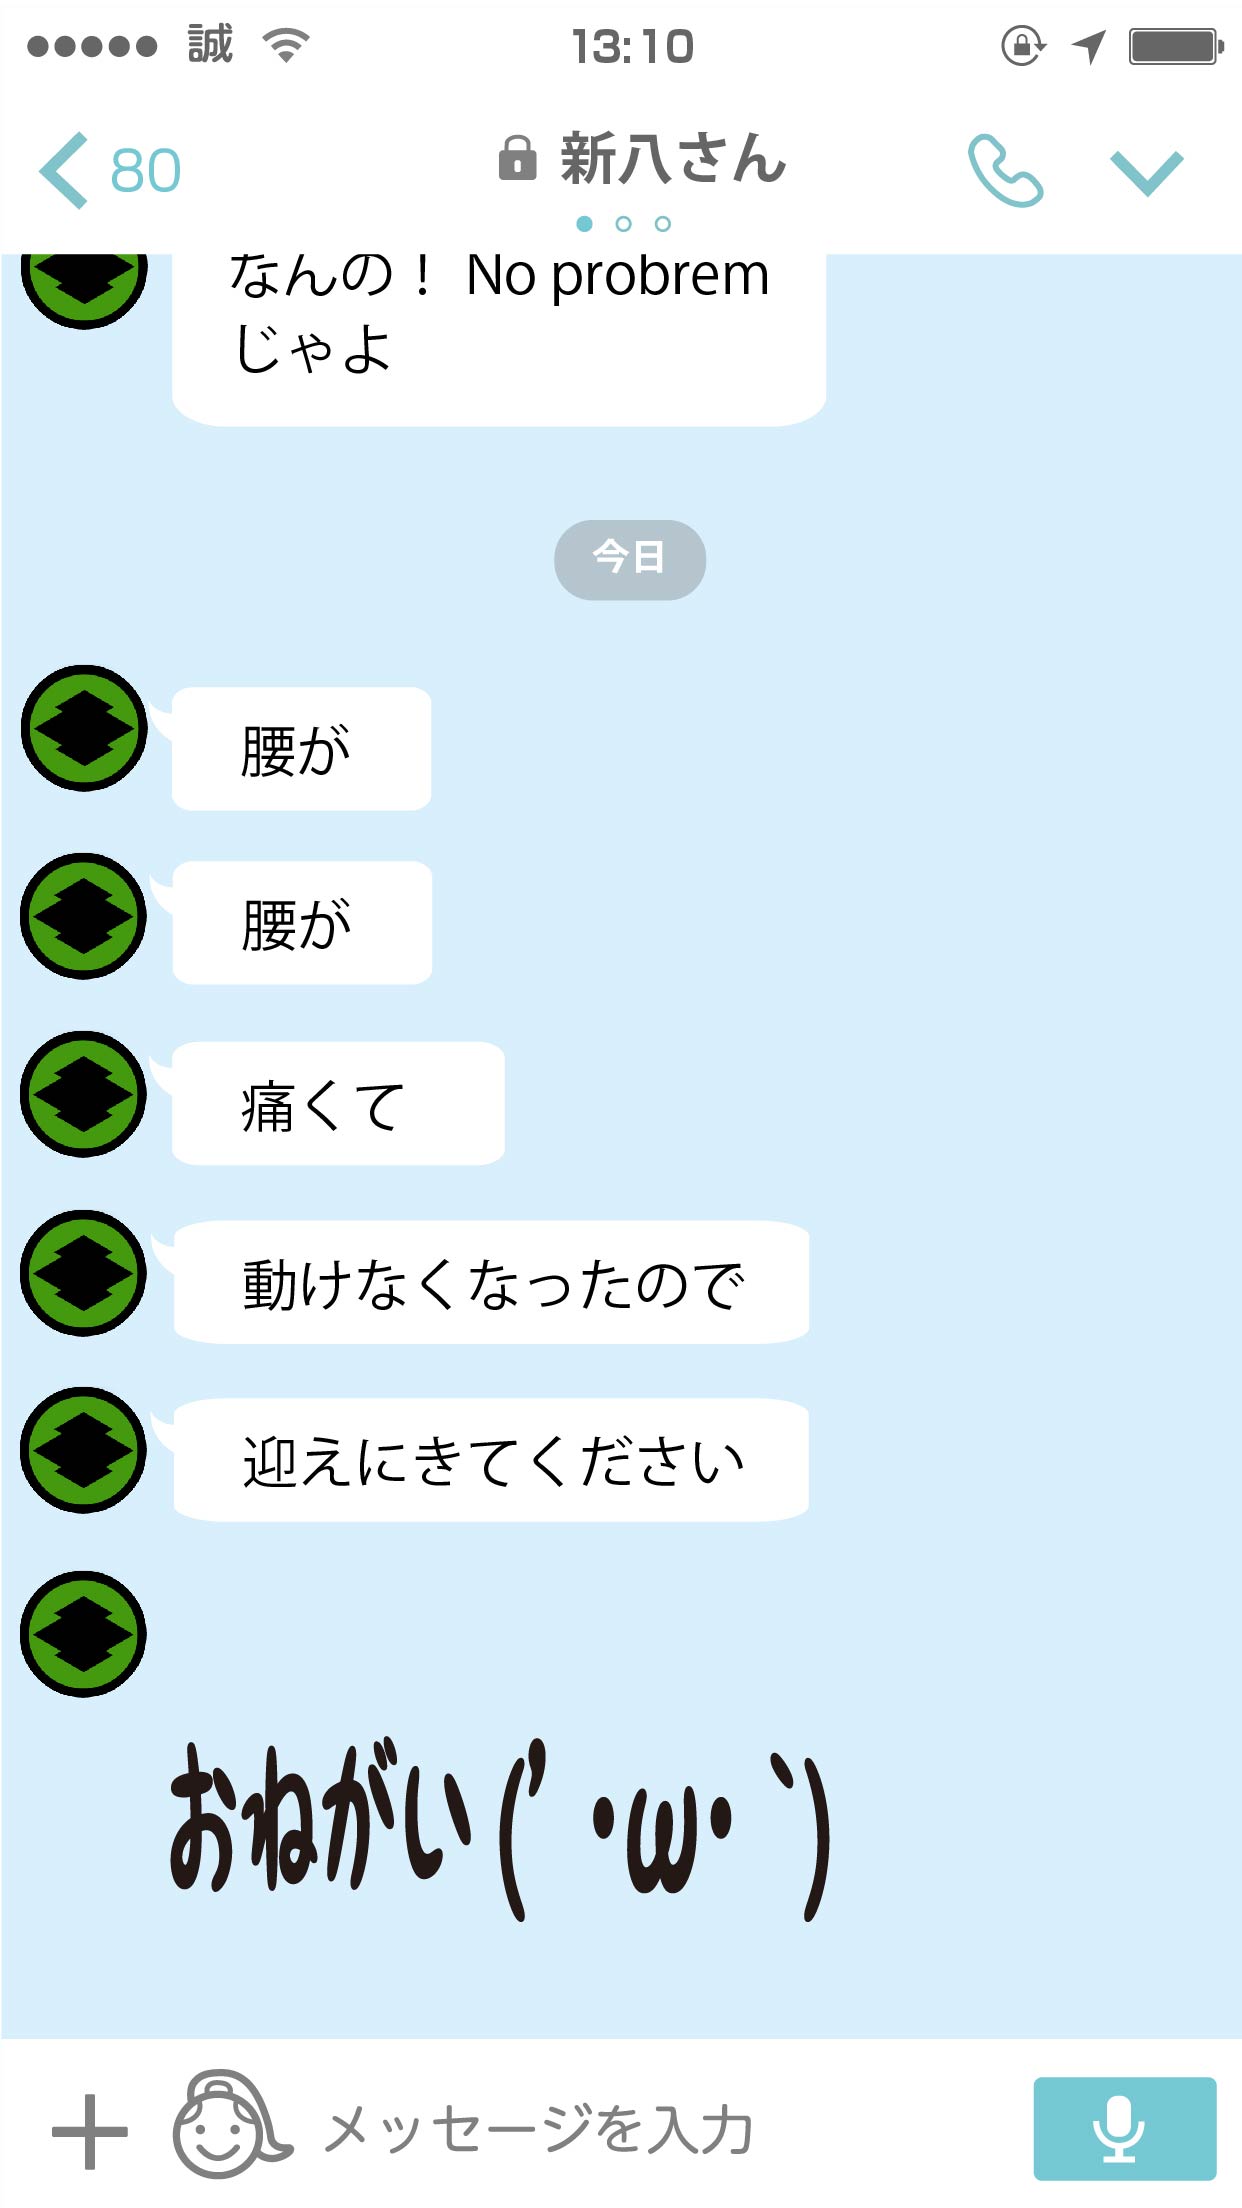 誠
13:10
80
新八さん
なんの！ No probrem
じゃよ
今日
腰が
腰が
痛くて
動けなくなったので
迎えにきてください
おねがい(’・ω・`)
メッセージを入力